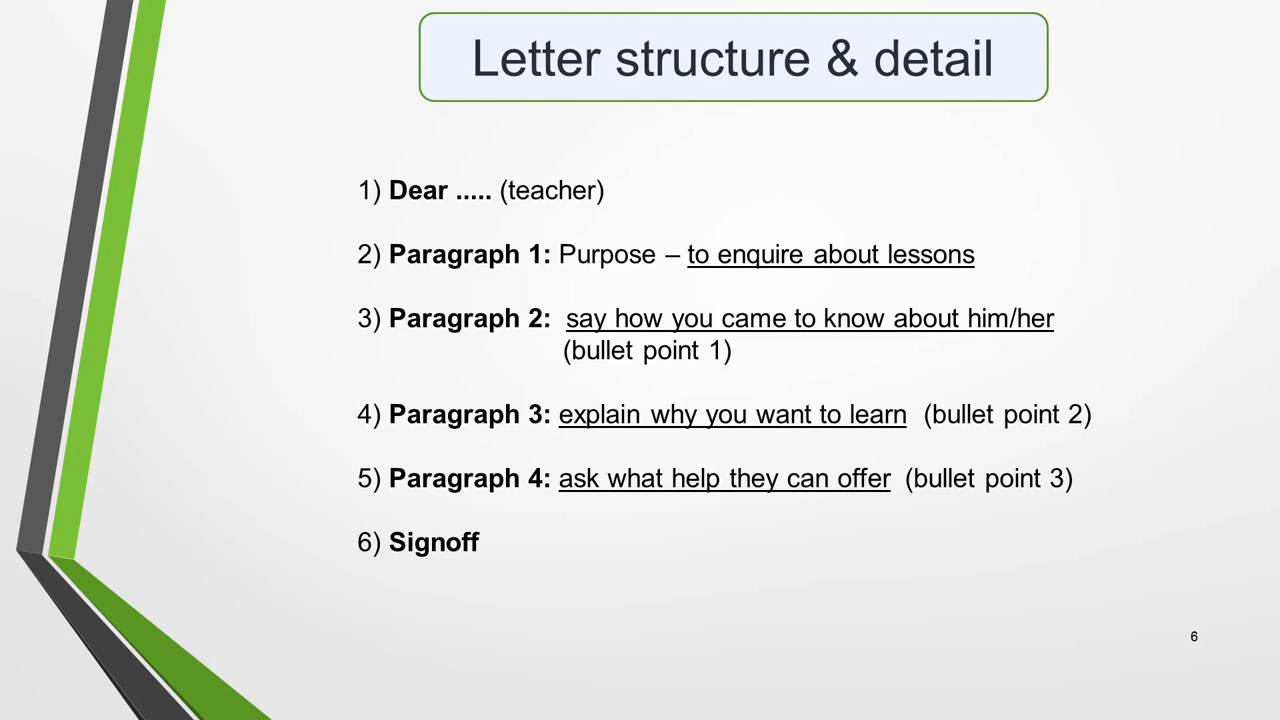 Letter structure & detail
1) Dear ..... (teacher)
2) Paragraph 1: Purpose – to enquire about lessons
3) Paragraph 2: say how you came to know about him/her
(bullet point 1)
4) Paragraph 3: explain why you want to learn (bullet point 2)
5) Paragraph 4: ask what help they can offer (bullet point 3)
6) Signoff
6